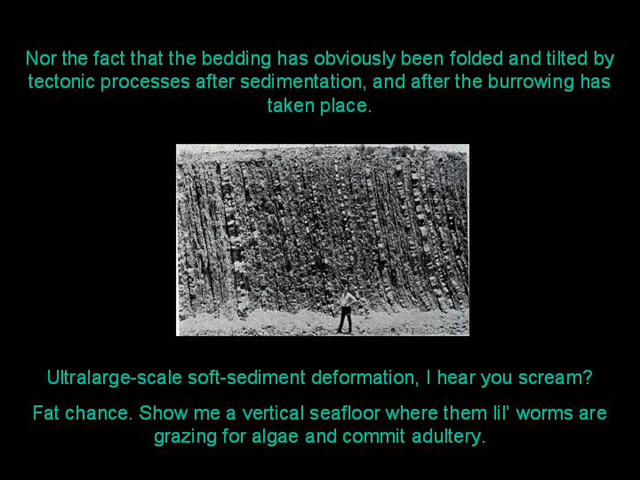 Nor the fact that the bedding has obviously been folded and tilted by
tectonic processes after sedimentation, and after the burrowing has
taken place.
Ultralarge-scale soft-sediment deformation, I hear you scream?
Fat chance. Show me a vertical seafloor where them lil’ worms are
grazing for algae and commit adultery.